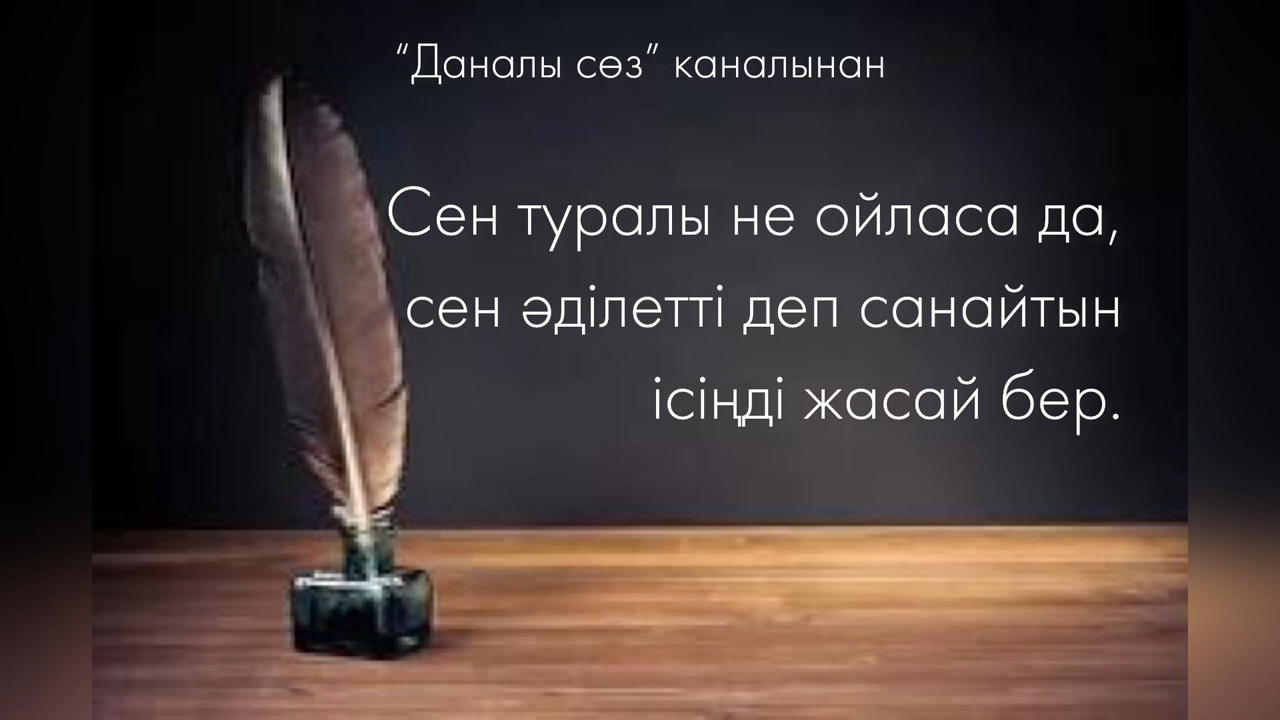 “Даналы сөз” каналынан
Сен туралы не ойласа да,
сен әділетті деп санайтын
ісіңді жасай бер.